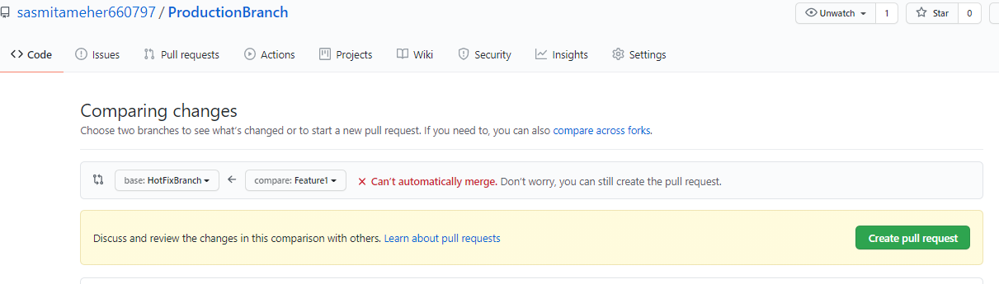 sasmitameher660797 / ProductionBranch
Unwatch 1 Star 0
Code Issues Pull requests Actions Projects Wiki Security Insights Settings
Comparing changes
Choose two branches to see what's changed or to start a new pull request. If you need to, you can also compare across forks.
base: HotFixBranch compare: Feature1 Can't automatically merge. Don't worry, you can still create the pull request.
Discuss and review the changes in this comparison with others. Learn about pull requests Create pull request